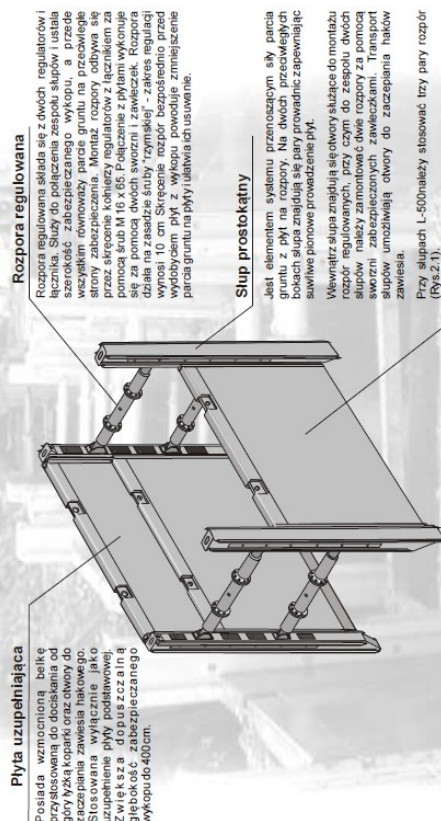 Płyta uzupełniająca
Posiada wzmocnioną belkę
przystosowaną do dociskania od
góry łyżką koparki oraz otwory do
zaczepiania zawiesia hakowego.
Stosowana wyłącznie jako
uzupełnienie płyty podstawowej.
Zwiększa dopuszczalną
głębokość zabezpieczanego
wykopu do 400cm.
Rozpora regulowana
Rozpora regulowana składa się z dwóch regulatorów i
łącznika. Służy do połączenia zespołu słupów i ustala
szerokość zabezpieczanego wykopu, a przede
wszystkim równoważy parcie gruntu na przeciwległe
strony zabezpieczenia. Montaż rozpory odbywa się
przez skręcenie kołnierzy regulatorów z łącznikiem za
pomocą śrub M 16 x 65. Połączenie z płytami wykonuje
się za pomocą dwóch sworzni i zawleczek. Rozpora
działa na zasadzie śruby "rzymskiej" - zakres regulacji
wynosi 10 cm Skręcenie rozpór bezpośrednio przed
wydobyciem płyt z wykopu powoduje zmniejszenie
parcia gruntu na płyty i ułatwia ich usuwanie.
Słup prostokątny
Jest elementem systemu przenoszącym siły parcia
gruntu z płyt na rozpory. Na dwóch przeciwległych
bokach słupa znajdują się pary prowadnic zapewniając
suwliwe pionowe prowadzenie płyt.
Wewnątrz słupa znajdują się otwory służące do montażu
rozpór regulowanych, przy czym do zespołu dwóch
słupów należy zamontować dwie rozpory za pomocą
sworzni zabezpieczonych zawleczkami. Transport
słupów umożliwiają otwory do zaczepiania haków
zawiesia.
Przy słupach L-500należy stosować trzy pary rozpór
(Rys.2.1).